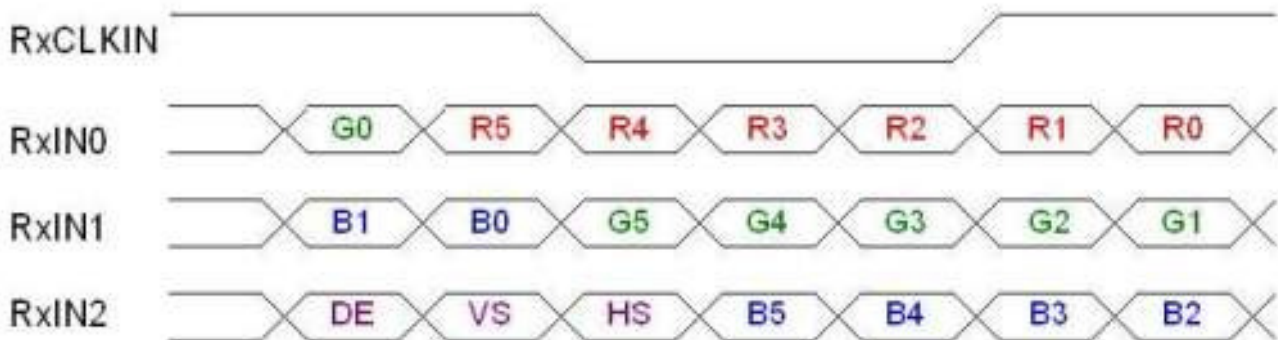 RxCLKIN
RxIN0 G0 R5 R4 R3 R2 R1 R0
RxIN1 B1 B0 G5 G4 G3 G2 G1
RxIN2 DE VS HS B5 B4 B3 B2